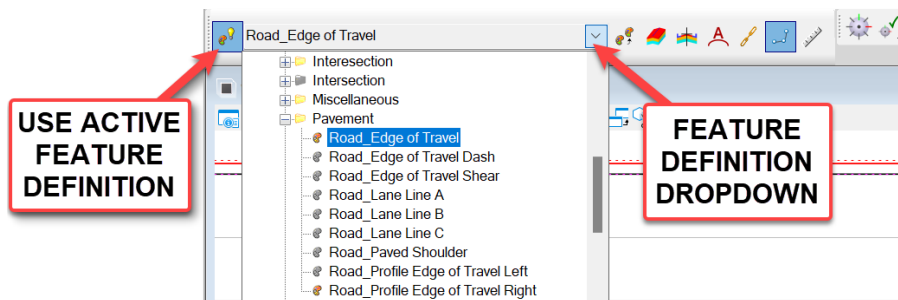 Road_Edge of Travel
Interesection
Intersection
Miscellaneous
Pavement
Road_Edge of Travel
Road_Edge of Travel Dash
Road_Edge of Travel Shear
Road_Lane Line A
Road_Lane Line B
Road_Lane Line C
Road_Paved Shoulder
Road_Profile Edge of Travel Left
Road_Profile Edge of Travel Right
USE ACTIVE
FEATURE
DEFINITION
FEATURE
DEFINITION
DROPDOWN